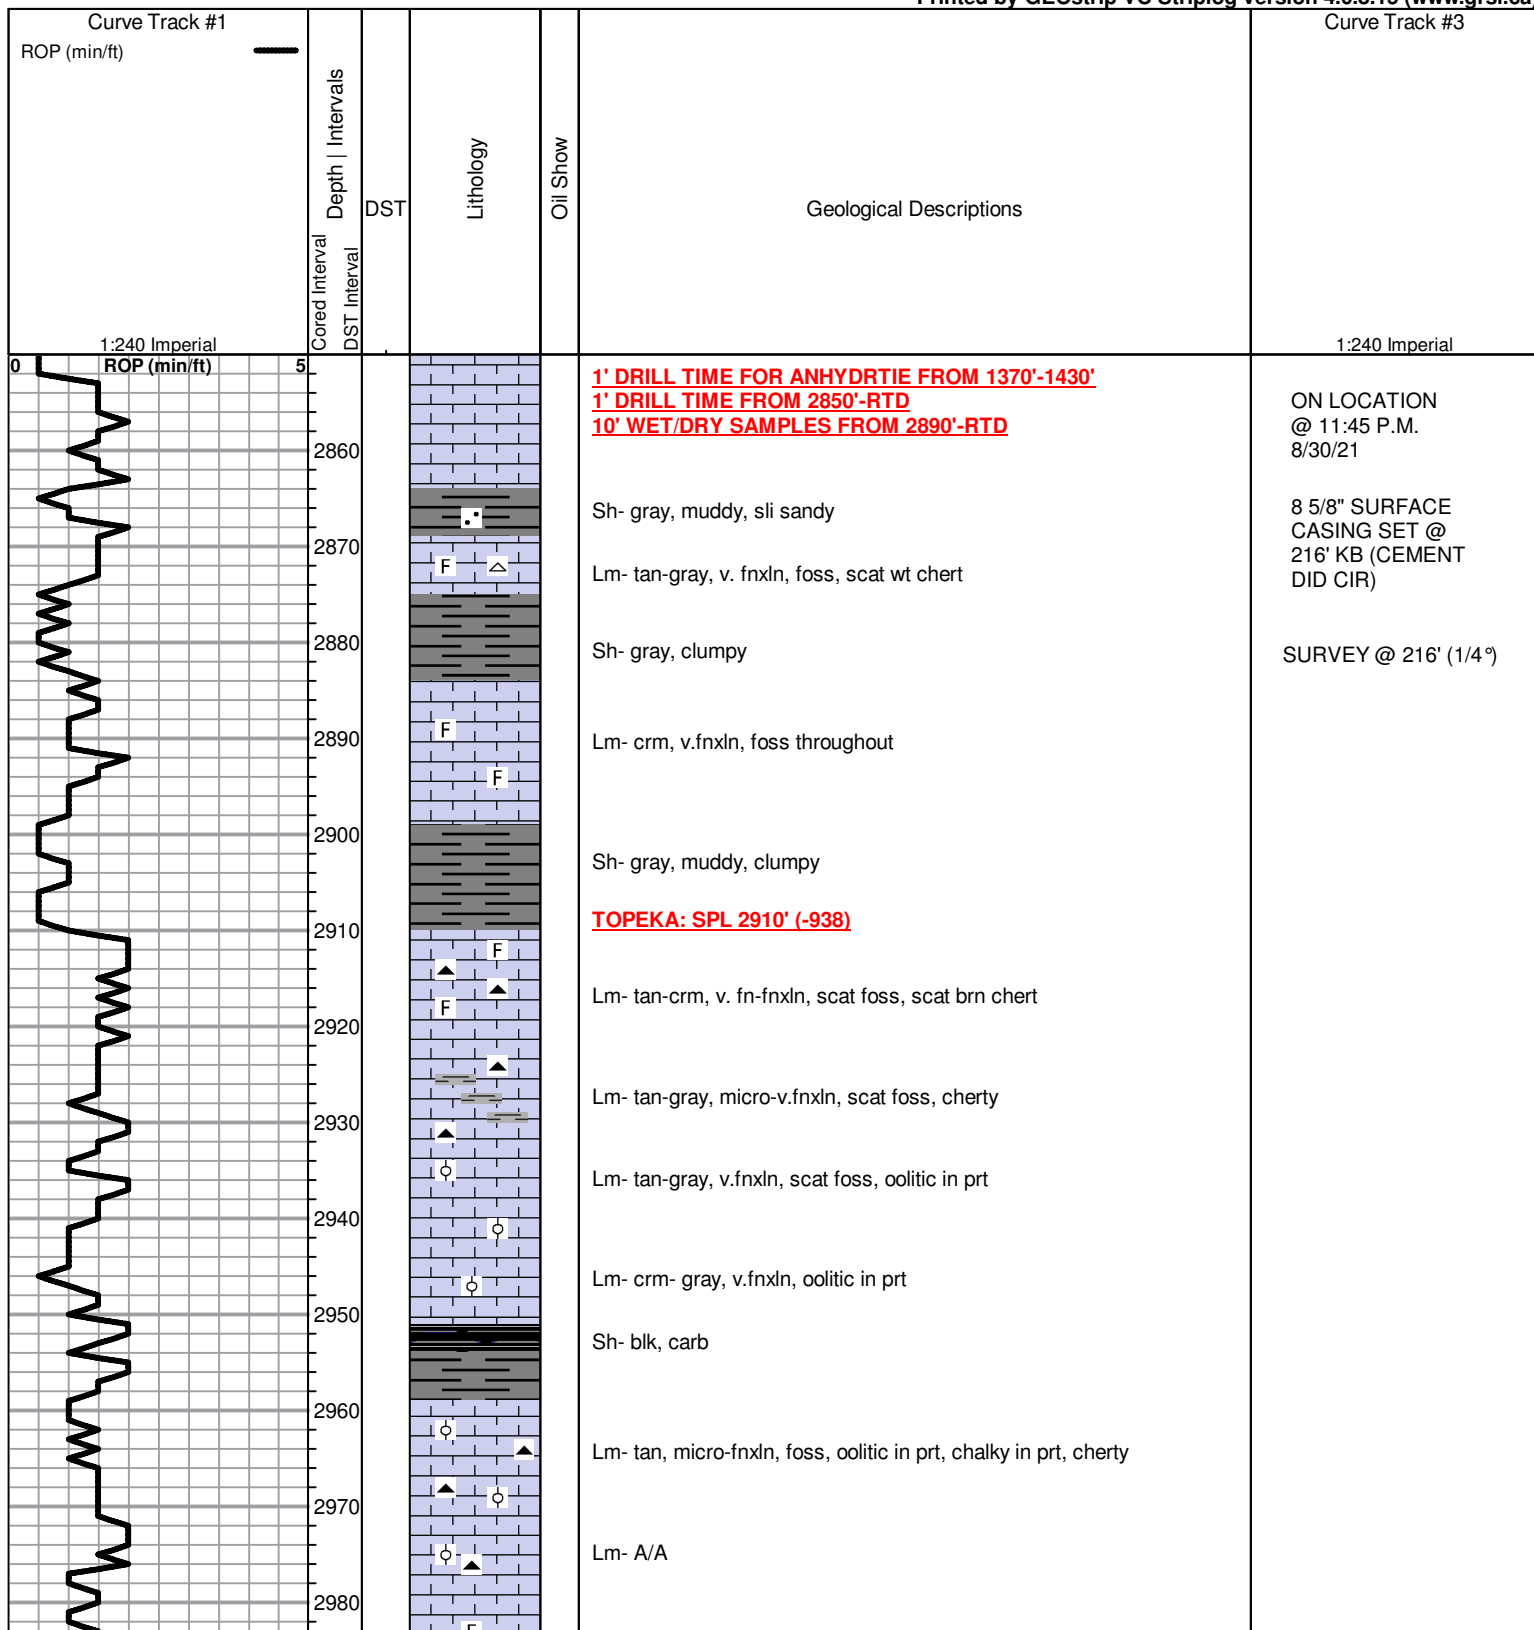 Curve Track #1
ROP (min/ft)
Depth | Intervals
Cored Interval
DST Interval
DST
Lithology
Oil Show
Geological Descriptions
Curve Track #3
1:240 Imperial
1:240 Imperial
0 ROP (min/ft) 5
1' DRILL TIME FOR ANHYDRTIE FROM 1370'-1430'
1' DRILL TIME FROM 2850'-RTD
10' WET/DRY SAMPLES FROM 2890'-RTD
ON LOCATION
@ 11:45 P.M.
8/30/21
2860
Sh- gray, muddy, sli sandy
8 5/8" SURFACE
CASING SET @
216' KB (CEMENT
DID CIR)
2870
F
Lm- tan-gray, v. fnxln, foss, scat wt chert
2880
Sh- gray, clumpy
SURVEY @ 216' (1/4°)
2890
F
Lm- crm, v.fnxln, foss throughout
F
2900
Sh- gray, muddy, clumpy
TOPEKA: SPL 2910' (-938)
2910
F
Lm- tan-crm, v. fn-fnxln, scat foss, scat brn chert
F
2920
Lm- tan-gray, micro-v.fnxln, scat foss, cherty
2930
Lm- tan-gray, v.fnxln, scat foss, oolitic in prt
2940
Lm- crm- gray, v.fnxln, oolitic in prt
2950
Sh- blk, carb
2960
Lm- tan, micro-fnxln, foss, oolitic in prt, chalky in prt, cherty
2970
Lm- A/A
2980
F